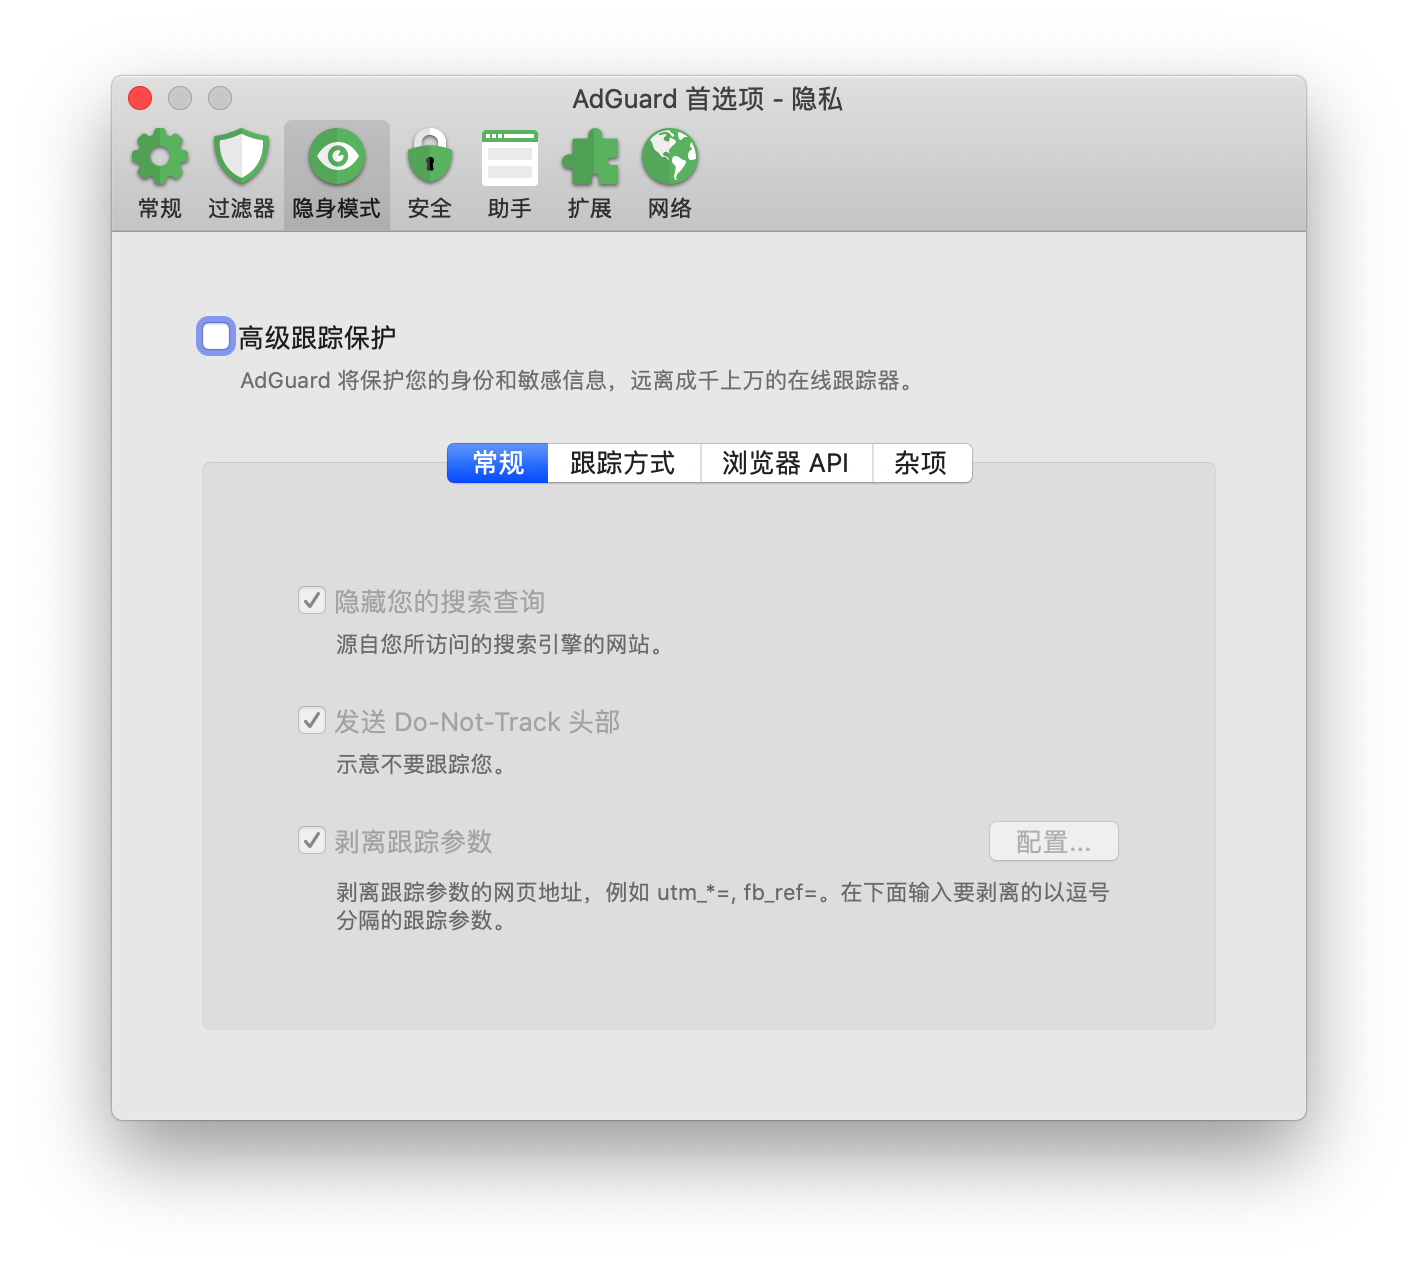 AdGuard 首选项 - 隐私
常规
过滤器
隐身模式
安全
助手
扩展
网络
高级跟踪保护
AdGuard 将保护您的身份和敏感信息，远离成千上万的在线跟踪器。
常规
跟踪方式
浏览器 API
杂项
隐藏您的搜索查询
源自您所访问的搜索引擎的网站。
发送 Do-Not-Track 头部
示意不要跟踪您。
剥离跟踪参数
配置...
剥离跟踪参数的网页地址，例如 utm_*=, fb_ref=。在下面输入要剥离的以逗号
分隔的跟踪参数。